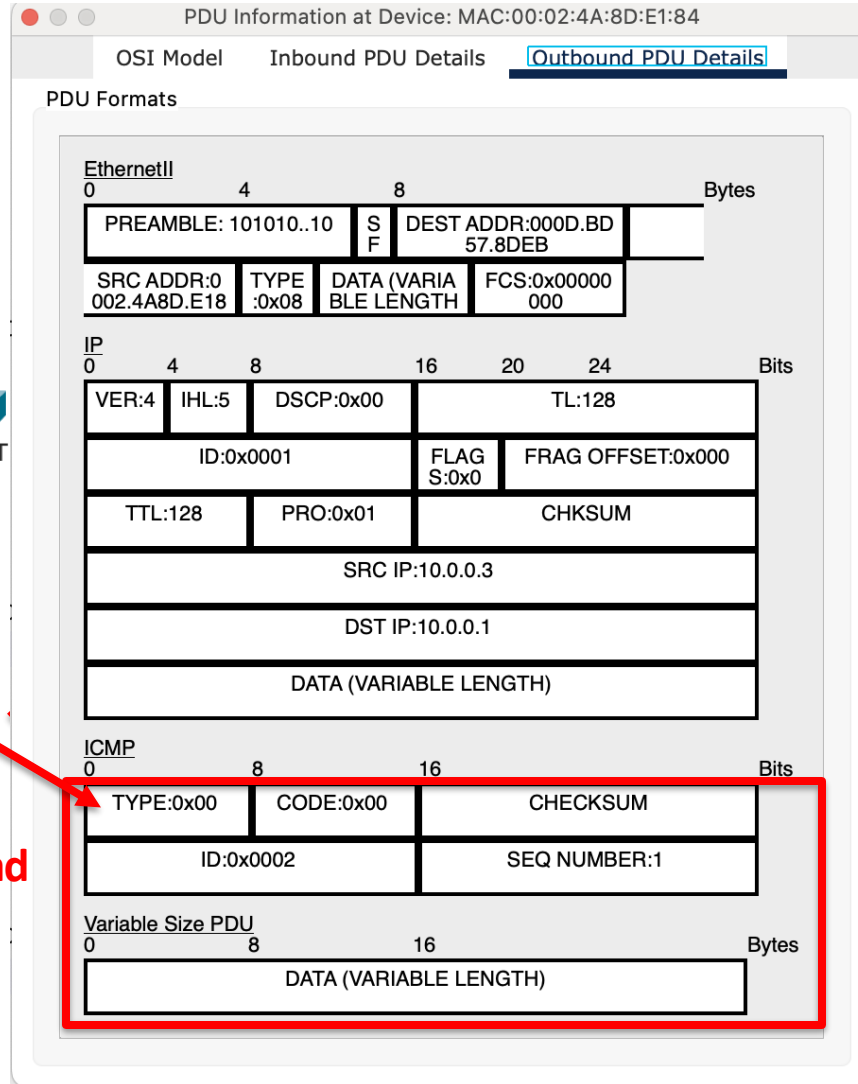 PDU Information at Device: MAC:00:02:4A:8D:E1:84
OSI Model Inbound PDU Details Outbound PDU Details
PDU Formats
EthernetII
0 4 8 Bytes
PREAMBLE: 101010..10
S
F
DEST ADDR:000D.BD
57.8DEB
SRC ADDR:0
002.4A8D.E18
TYPE
:0x08
DATA (VARIA
BLE LENGTH
FCS:0x00000
000
IP
0 4 8 16 20 24 Bits
VER:4 IHL:5 DSCP:0x00 TL:128
ID:0x0001
FLAG
S:0x0
FRAG OFFSET:0x000
TTL:128 PRO:0x01 CHKSUM
SRC IP:10.0.0.3
DST IP:10.0.0.1
DATA (VARIABLE LENGTH)
ICMP
0 8 16 Bits
TYPE:0x00 CODE:0x00 CHECKSUM
ID:0x0002 SEQ NUMBER:1
Variable Size PDU
0 8 16 Bytes
DATA (VARIABLE LENGTH)